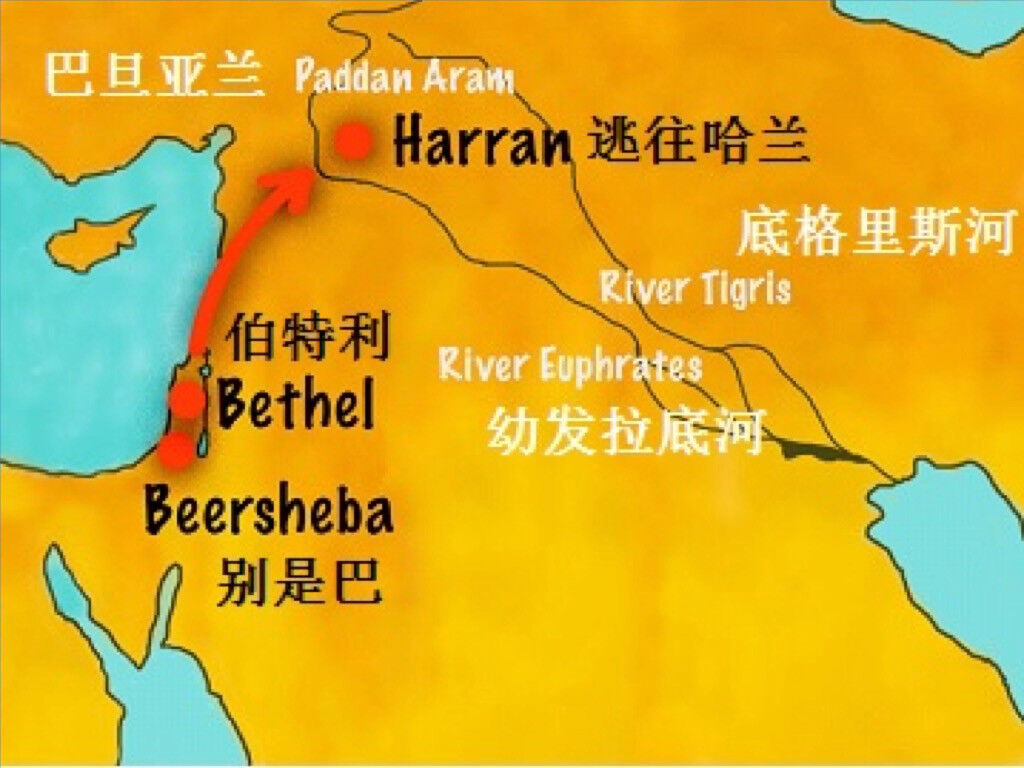 巴旦亚兰 Paddan Aram
Harran 逃往哈兰
底格里斯河
River Tigris
伯特利
River Euphrates
Bethel
幼发拉底河
Beersheba
别是巴